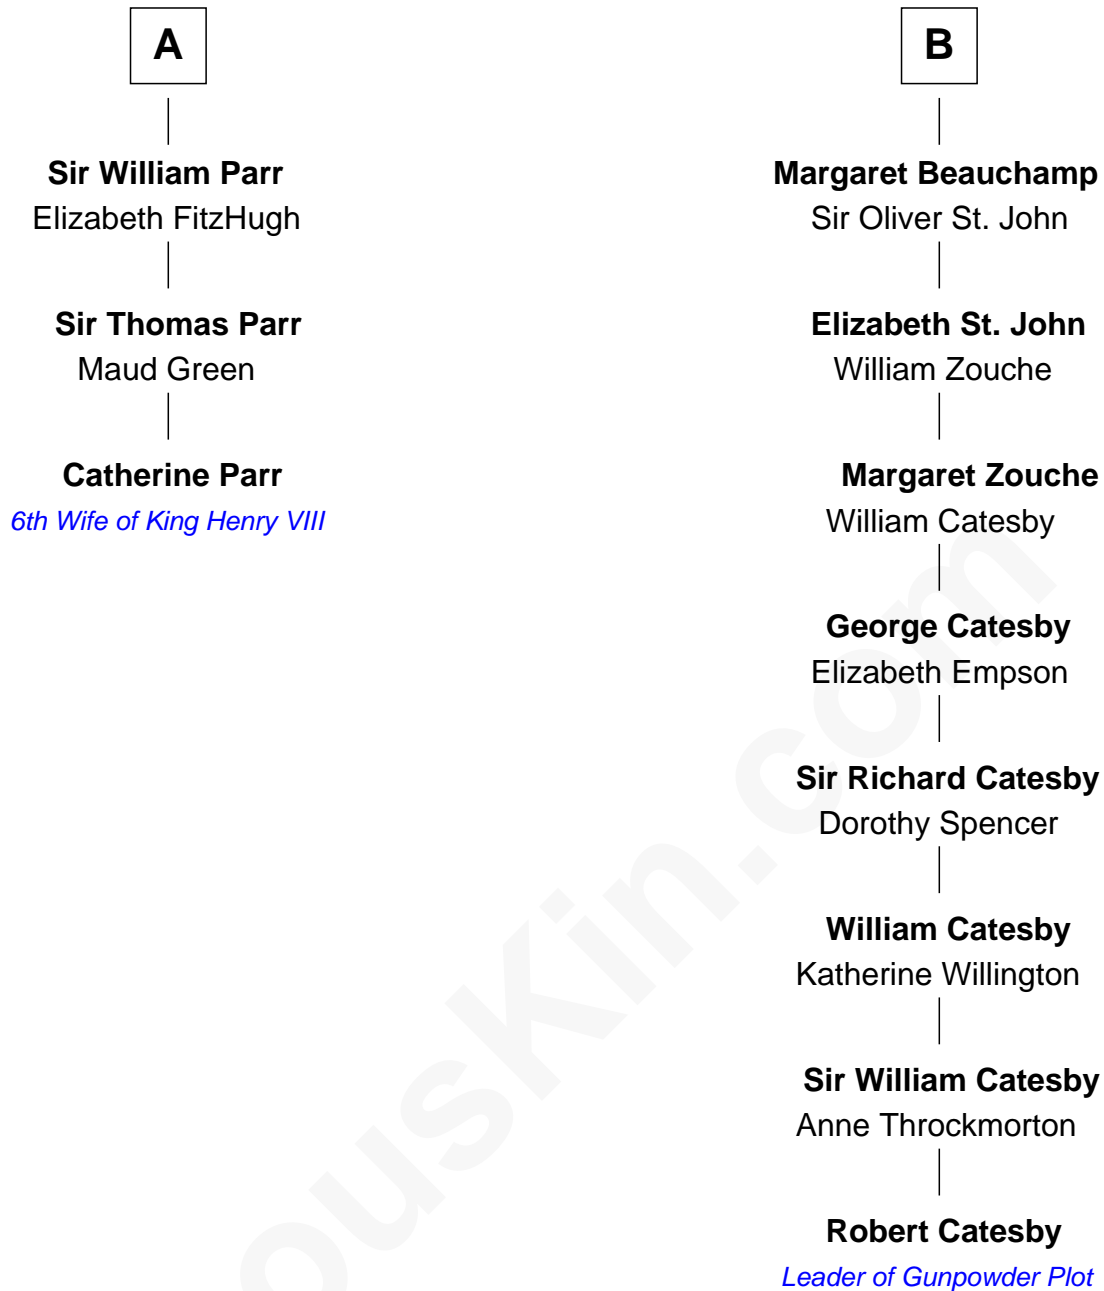 A
Sir William Parr
Elizabeth FitzHugh
Sir Thomas Parr
Maud Green
Catherine Parr
6th Wife of King Henry VIII
B
Margaret Beauchamp
Sir Oliver St. John
Elizabeth St. John
William Zouche
Margaret Zouche
William Catesby
George Catesby
Elizabeth Empson
Sir Richard Catesby
Dorothy Spencer
William Catesby
Katherine Willington
Sir William Catesby
Anne Throckmorton
Robert Catesby
Leader of Gunpowder Plot
ousKin.com